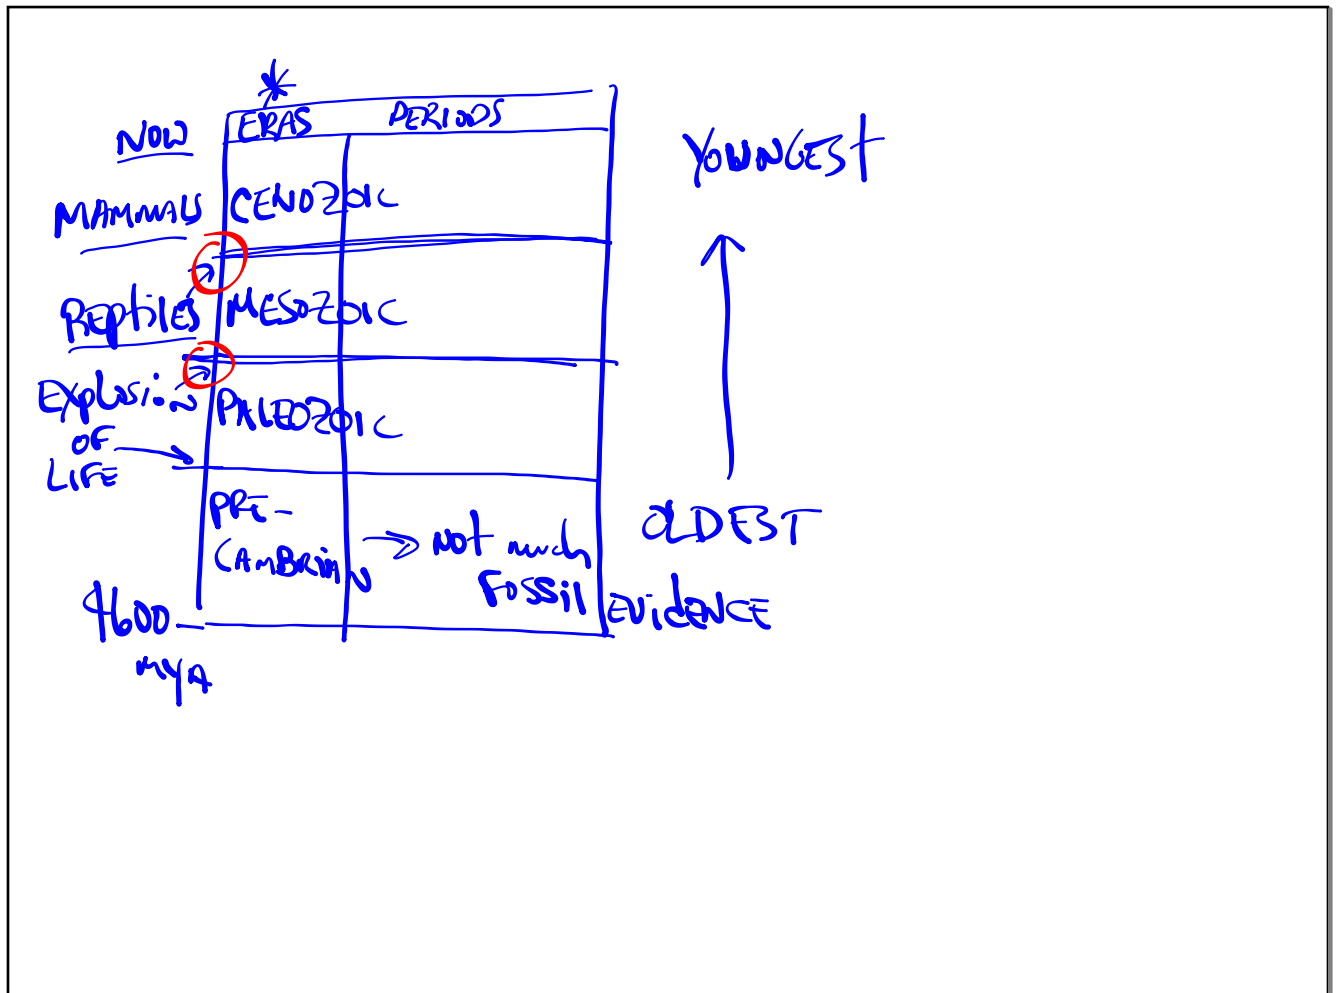 ERAS PERIODS
NOW
YOUNGEST
MAMMALS CENOZOIC
REPtiLES MESOZOIC
EXplosioN PALEOZOIC
OF
LIFE
PRE-
CAMBRiAN → Not much
FOSSil EVidENCE
OLDEST
4600
MYA